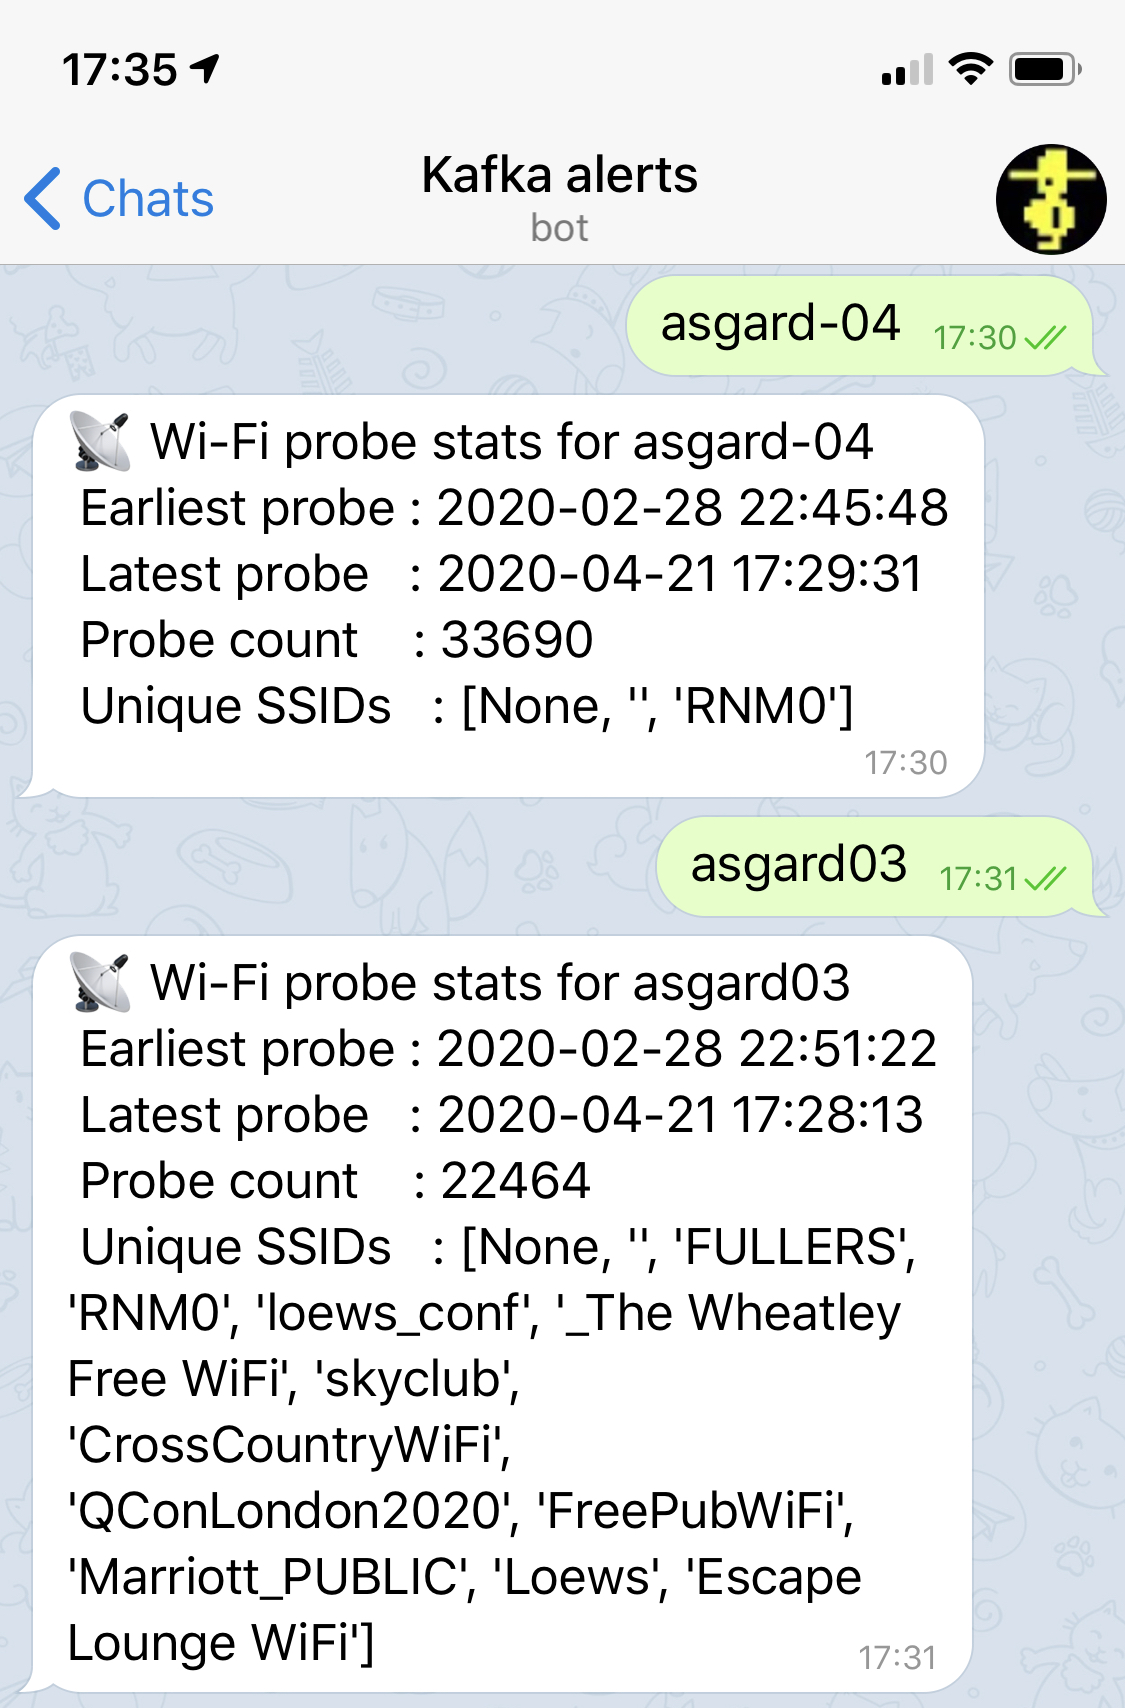 17:35
Chats
Kafka alerts
bot
asgard-04 17:30
Wi-Fi probe stats for asgard-04
Earliest probe : 2020-02-28 22:45:48
Latest probe : 2020-04-21 17:29:31
Probe count : 33690
Unique SSIDs : [None, '', 'RNM0']
17:30
asgard03 17:31
Wi-Fi probe stats for asgard03
Earliest probe : 2020-02-28 22:51:22
Latest probe : 2020-04-21 17:28:13
Probe count : 22464
Unique SSIDs : [None, '', 'FULLERS',
'RNM0', 'loews_conf', '_The Wheatley
Free WiFi', 'skyclub',
'CrossCountryWiFi',
'QConLondon2020', 'FreePubWiFi',
'Marriott_PUBLIC', 'Loews', 'Escape
Lounge WiFi']
17:31